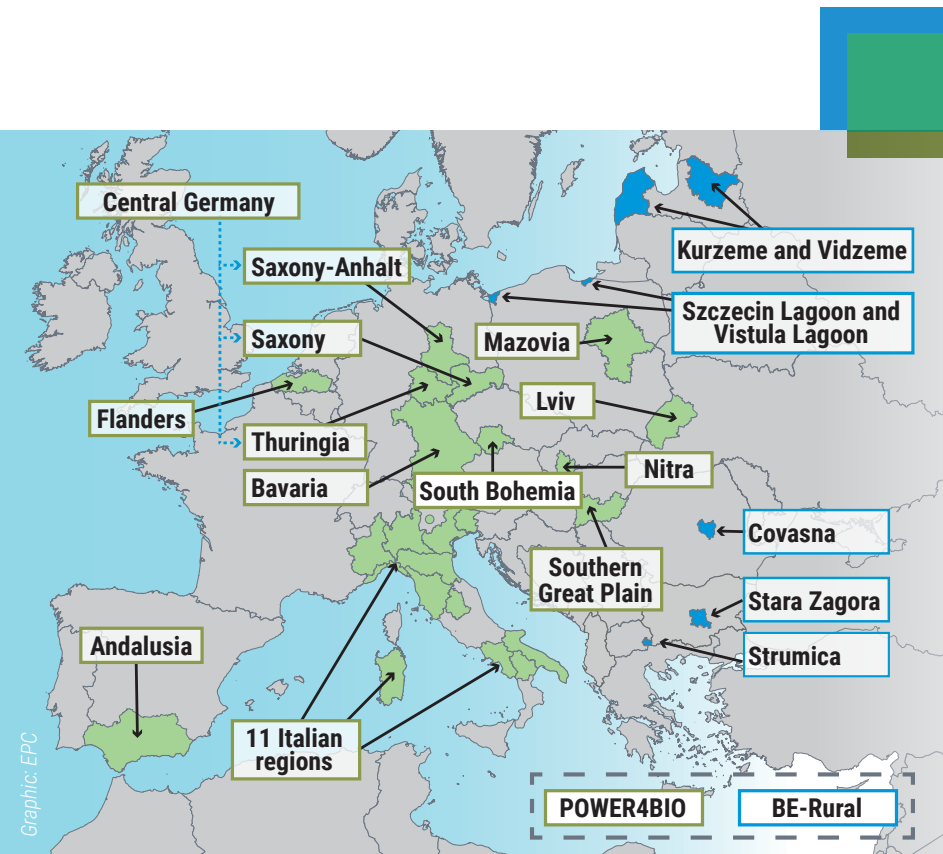 Central Germany
Saxony-Anhalt
Kurzeme and Vidzeme
Szczecin Lagoon and
Vistula Lagoon
Saxony
Mazovia
Lviv
Flanders
Thuringia
Nitra
Bavaria
South Bohemia
Covasna
Southern
Great Plain
Stara Zagora
Andalusia
Strumica
11 Italian
regions
POWER4BIO
BE-Rural
Graphic: EPC